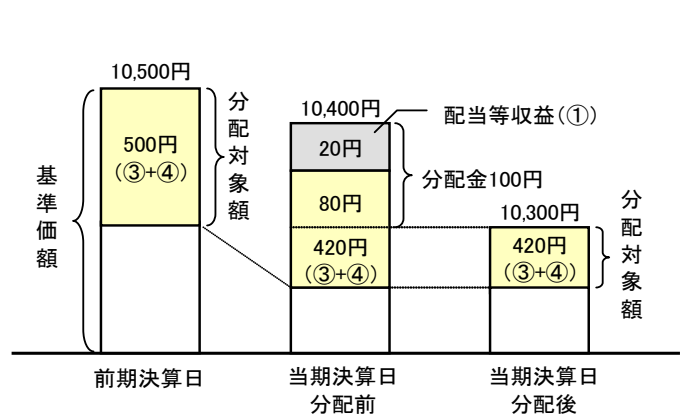 10,500円
500円
(③+④)
分配対象額
基準価額
10,400円
配当等収益(①)
20円
80円
分配金100円
420円
(③+④)
10,300円
420円
(③+④)
分配対象額
前期決算日
当期決算日
分配前
当期決算日
分配後